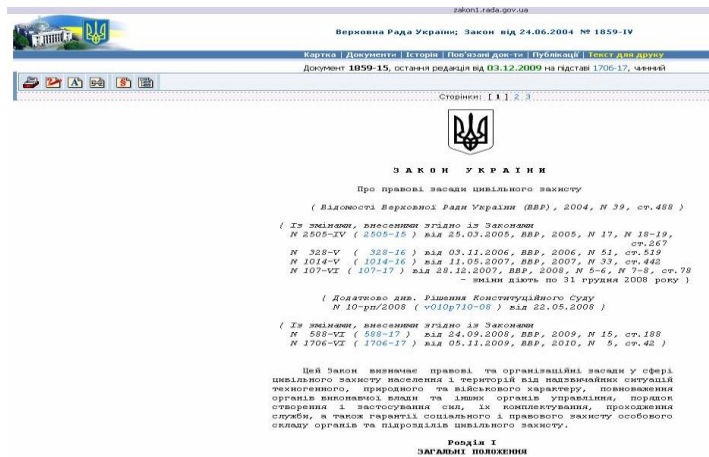 zakon1.rada.gov.ua
Верховна Рада України; Закон від 24.06.2004 № 1859-IV
Картка | Документи | Історія | Пов'язані док-ти | Публікації | Текст для друку
Документ 1859-15, остання редакція від 03.12.2009 на підставі 1706-17, чинний
Сторінки: [ 1 ] 2 3
З А К О Н   У К Р А Ї Н И
Про правові засади цивільного захисту
( Відомості Верховної Ради України (ВВР), 2004, N 39, ст.488 )
( Із змінами, внесеними згідно із Законами
N 2505-IV ( 2505-15 ) від 25.03.2005, ВВР, 2005, N 17, N 18-19,
ст.267
N 328-V ( 328-16 ) від 03.11.2006, ВВР, 2006, N 51, ст.519
N 1014-V ( 1014-16 ) від 11.05.2007, ВВР, 2007, N 33, ст.442
N 107-VI ( 107-17 ) від 28.12.2007, ВВР, 2008, N 5-6, N 7-8, ст.78
- зміни діють по 31 грудня 2008 року )
( Додатково див. Рішення Конституційного Суду
N 10-рп/2008 ( v010p710-08 ) від 22.05.2008 )
( Із змінами, внесеними згідно із Законами
N 588-VI ( 588-17 ) від 24.09.2008, ВВР, 2009, N 15, ст.188
N 1706-VI ( 1706-17 ) від 05.11.2009, ВВР, 2010, N 5, ст.42 )
Цей Закон визначає правові та організаційні засади у сфері
цивільного захисту населення і територій від надзвичайних ситуацій
техногенного, природного та військового характеру, повноваження
органів виконавчої влади та інших органів управління, порядок
створення і застосування сил, їх комплектування, проходження
служби, а також гарантії соціального і правового захисту особового
складу органів та підрозділів цивільного захисту.
Розділ I
ЗАГАЛЬНІ ПОЛОЖЕННЯ